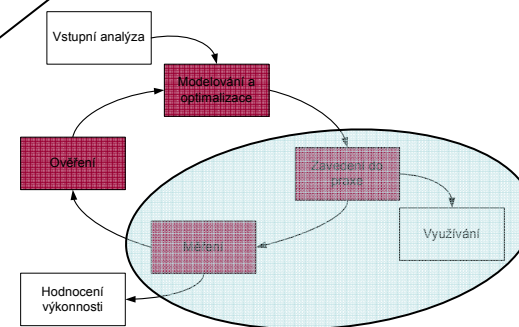 Vstupní analýza
Modelování a
optimalizace
Ověření
Zavedení do
praxe
Využívání
Měření
Hodnocení
výkonnosti